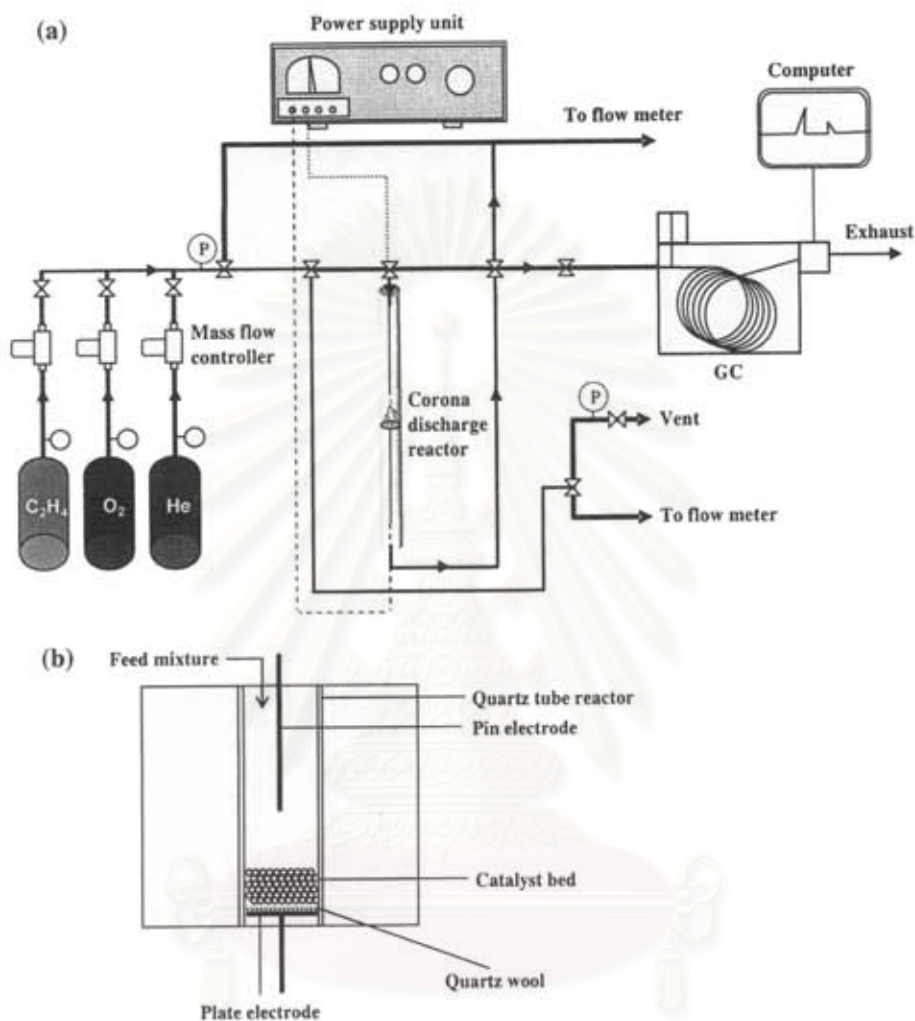 (a)
Power supply unit
Computer
To flow meter
Exhaust
P
Mass flow
controller
GC
Corona
discharge
reactor
P
Vent
C2H4
O2
He
To flow meter
(b)
Feed mixture
Quartz tube reactor
Pin electrode
Catalyst bed
Quartz wool
Plate electrode